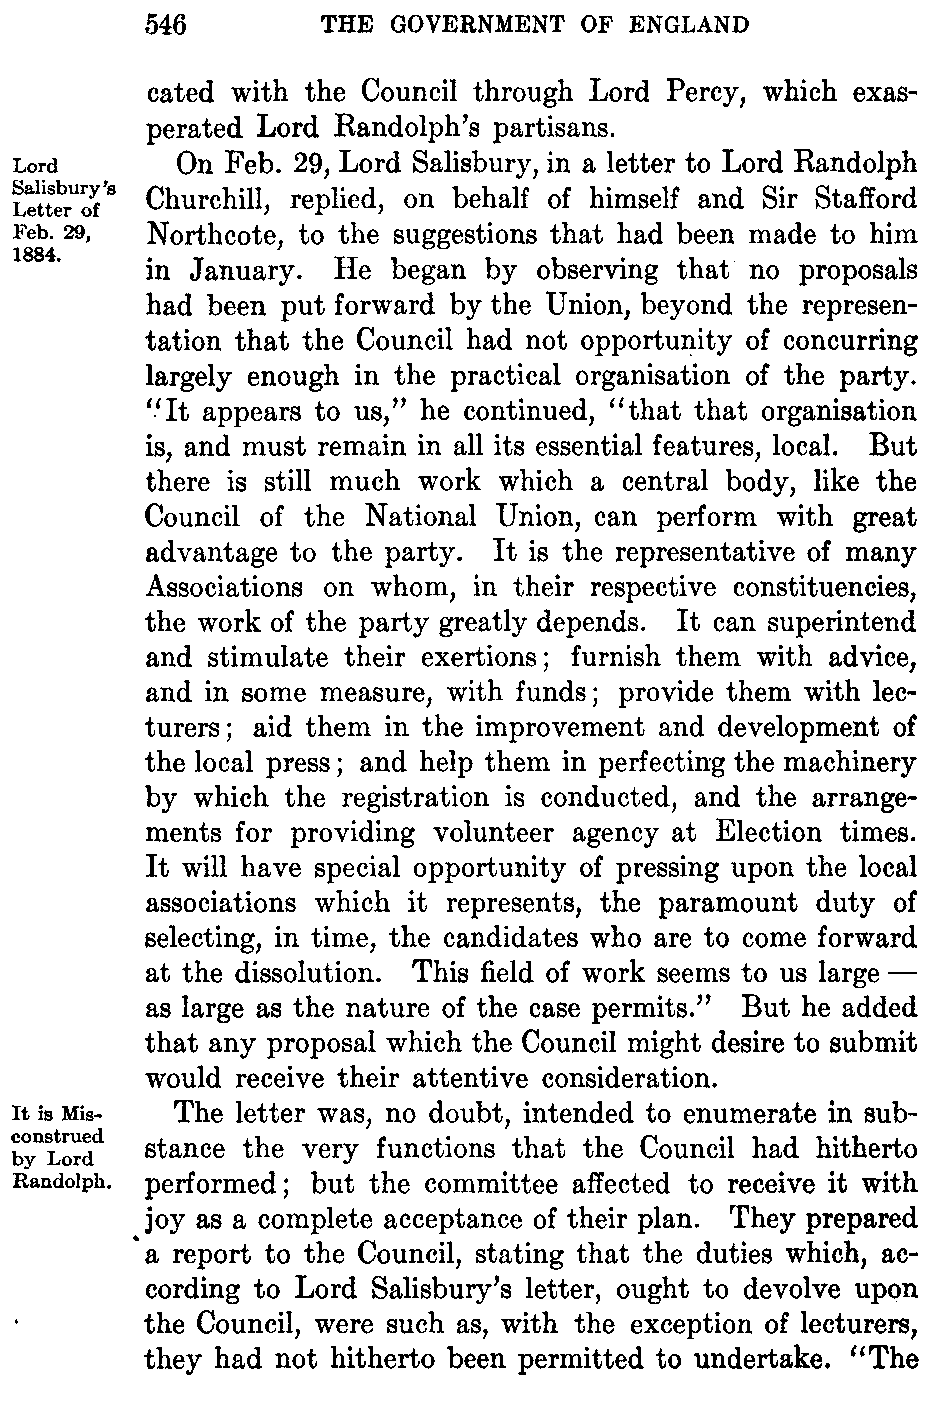 546 THE GOVERNMENT OF ENGLAND
cated with the Council through Lord Percy, which exas-
perated Lord Randolph's partisans.
Lord
Salisbury's
Letter of
Feb. 29,
1884.
On Feb. 29, Lord Salisbury, in a letter to Lord Randolph
Churchill, replied, on behalf of himself and Sir Stafford
Northcote, to the suggestions that had been made to him
in January. He began by observing that no proposals
had been put forward by the Union, beyond the represen-
tation that the Council had not opportunity of concurring
largely enough in the practical organisation of the party.
"It appears to us," he continued, "that that organisation
is, and must remain in all its essential features, local. But
there is still much work which a central body, like the
Council of the National Union, can perform with great
advantage to the party. It is the representative of many
Associations on whom, in their respective constituencies,
the work of the party greatly depends. It can superintend
and stimulate their exertions; furnish them with advice,
and in some measure, with funds; provide them with lec-
turers; aid them in the improvement and development of
the local press; and help them in perfecting the machinery
by which the registration is conducted, and the arrange-
ments for providing volunteer agency at Election times.
It will have special opportunity of pressing upon the local
associations which it represents, the paramount duty of
selecting, in time, the candidates who are to come forward
at the dissolution. This field of work seems to us large —
as large as the nature of the case permits." But he added
that any proposal which the Council might desire to submit
would receive their attentive consideration.
It is Mis-
construed
by Lord
Randolph.
The letter was, no doubt, intended to enumerate in sub-
stance the very functions that the Council had hitherto
performed; but the committee affected to receive it with
joy as a complete acceptance of their plan. They prepared
a report to the Council, stating that the duties which, ac-
cording to Lord Salisbury's letter, ought to devolve upon
the Council, were such as, with the exception of lecturers,
they had not hitherto been permitted to undertake. "The